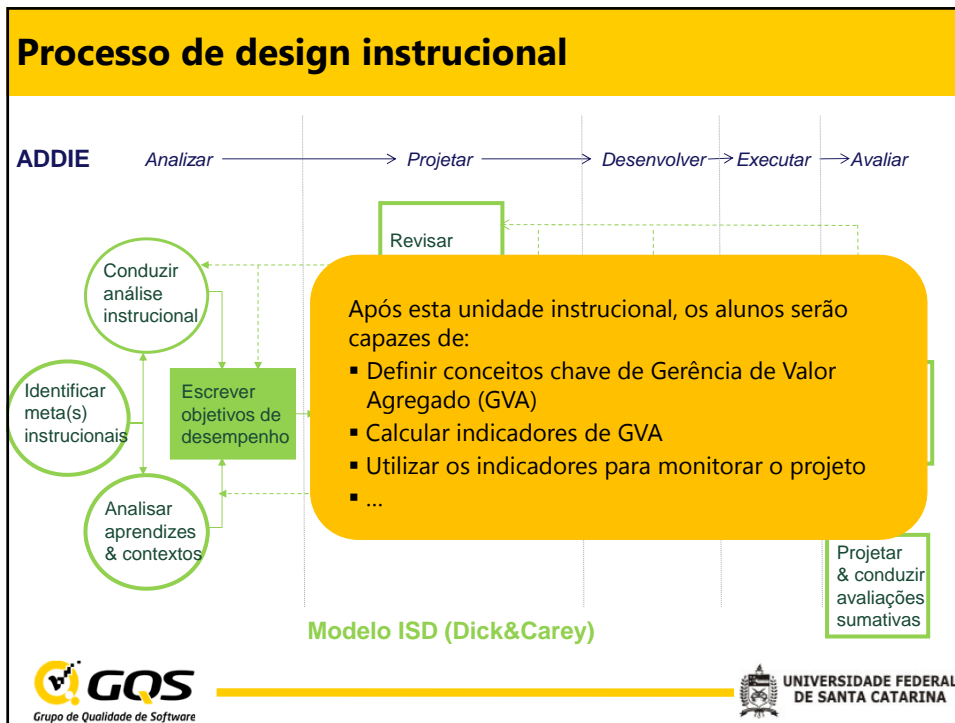 Processo de design instrucional
ADDIE
Analizar
Projetar
Desenvolver
Executar
Avaliar
Revisar
Conduzir
análise
instrucional
Identificar
meta(s)
instrucionais
Escrever
objetivos de
desempenho
Analisar
aprendizes
& contextos
Após esta unidade instrucional, os alunos serão
capazes de:
▪ Definir conceitos chave de Gerência de Valor
Agregado (GVA)
▪ Calcular indicadores de GVA
▪ Utilizar os indicadores para monitorar o projeto
▪ ...
Projetar
& conduzir
avaliações
sumativas
Modelo ISD (Dick&Carey)
GQS
Grupo de Qualidade de Software
UNIVERSIDADE FEDERAL
DE SANTA CATARINA